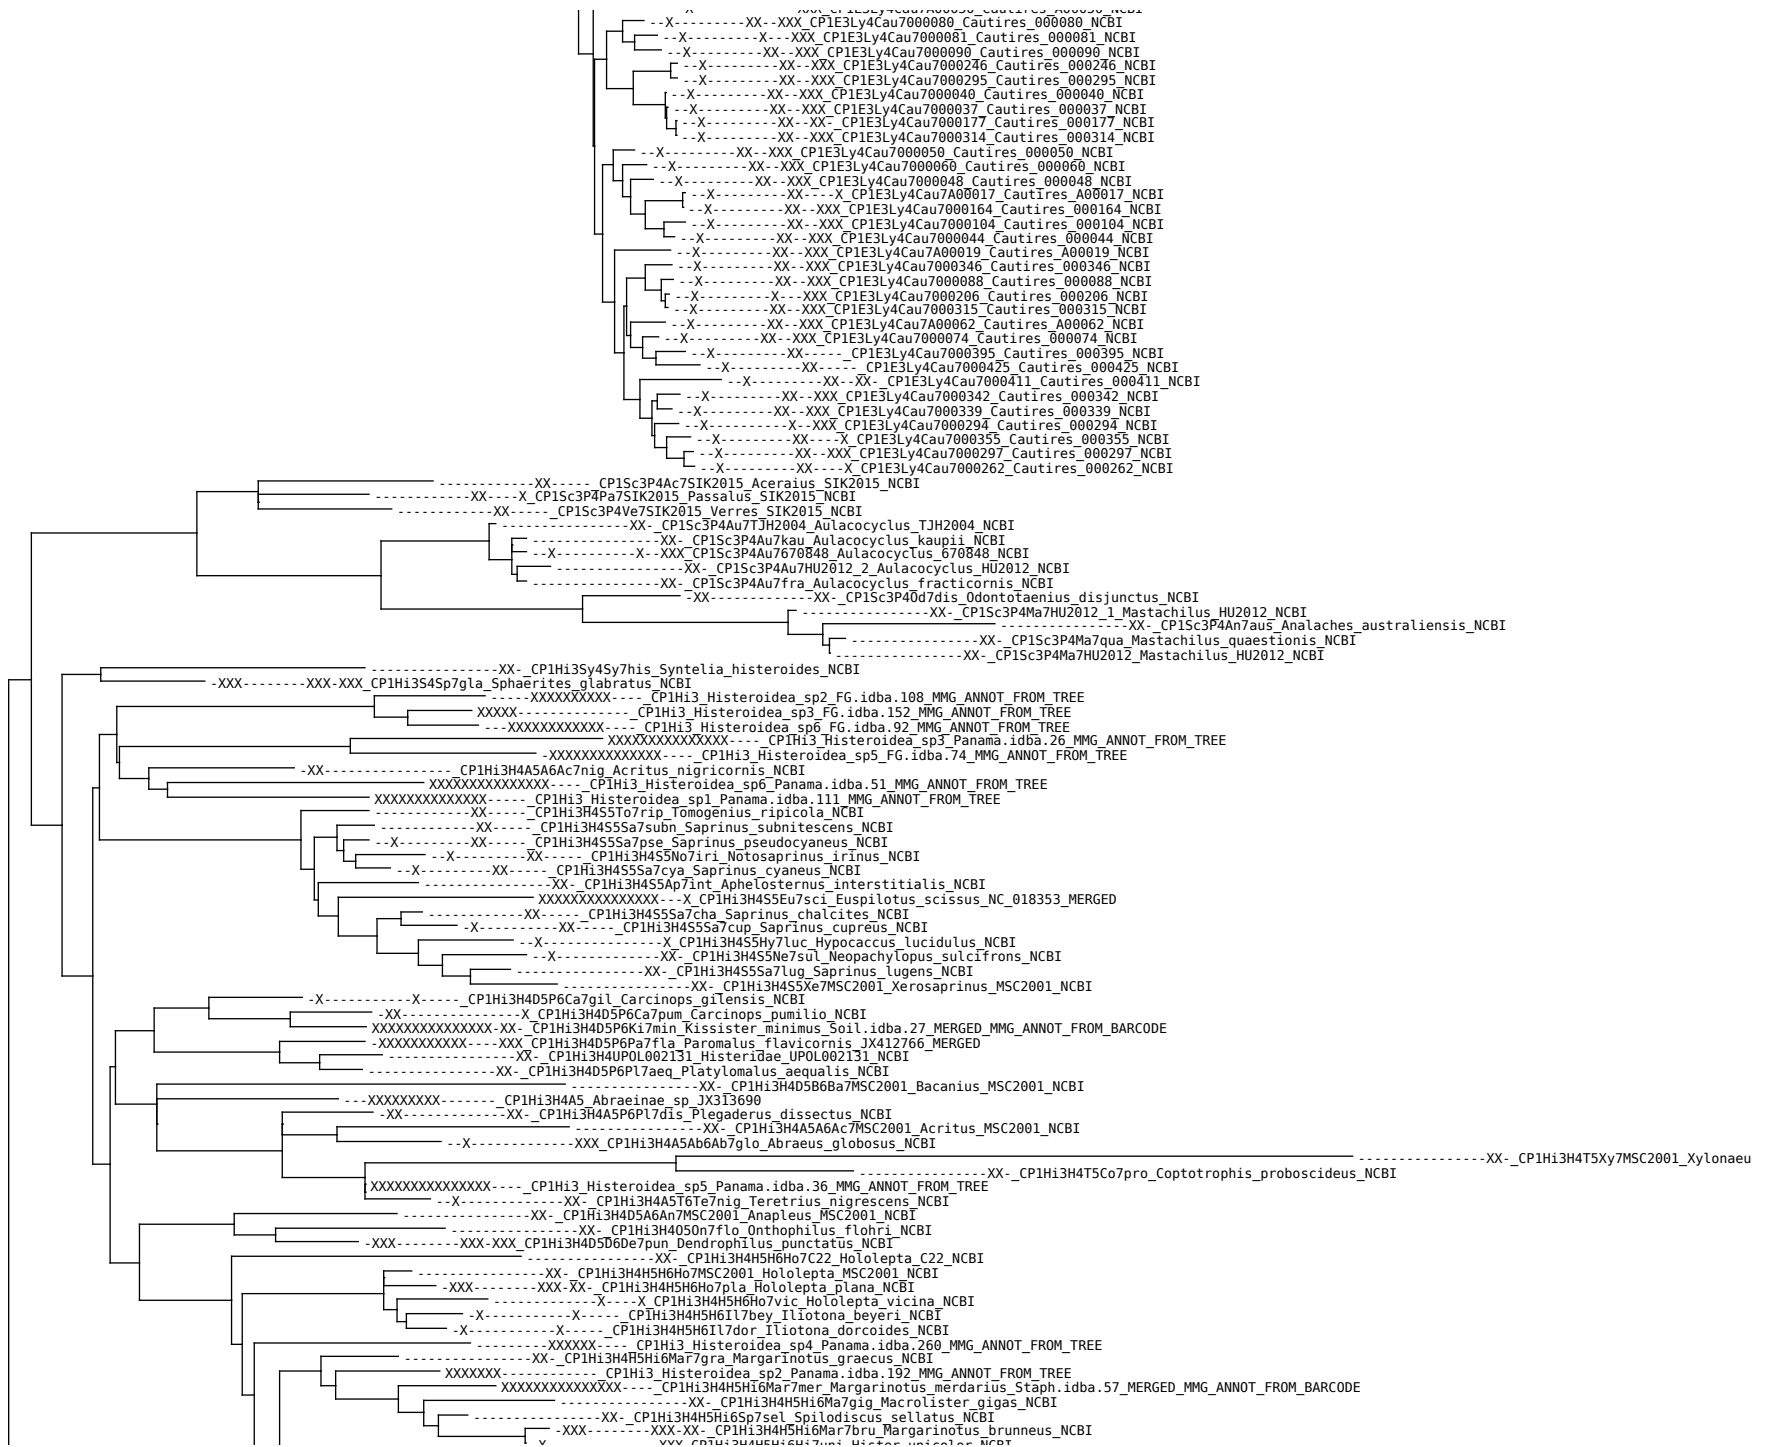 --X---------XX--XXX_CP1E3Ly4Cau7000080_Cautires_000080_NCBI
--X---------X---XXX_CP1E3Ly4Cau7000081_Cautires_000081_NCBI
--X---------XX--XXX_CP1E3Ly4Cau7000090_Cautires_000090_NCBI
--X---------XX--XXX_CP1E3Ly4Cau7000246_Cautires_000246_NCBI
--X---------XX--XXX_CP1E3Ly4Cau7000295_Cautires_000295_NCBI
--X---------XX--XXX_CP1E3Ly4Cau7000040_Cautires_000040_NCBI
--X---------XX--XXX_CP1E3Ly4Cau7000037_Cautires_000037_NCBI
--X---------XX--XX-_CP1E3Ly4Cau7000177_Cautires_000177_NCBI
--X---------XX--XXX_CP1E3Ly4Cau7000314_Cautires_000314_NCBI
--X---------XX--XXX_CP1E3Ly4Cau7000050_Cautires_000050_NCBI
--X---------XX--XXX_CP1E3Ly4Cau7000060_Cautires_000060_NCBI
--X---------XX--XXX_CP1E3Ly4Cau7000048_Cautires_000048_NCBI
--X---------XX----X_CP1E3Ly4Cau7A00017_Cautires_A00017_NCBI
--X---------XX--XXX_CP1E3Ly4Cau7000164_Cautires_000164_NCBI
--X---------XX--XXX_CP1E3Ly4Cau7000104_Cautires_000104_NCBI
--X---------XX--XXX_CP1E3Ly4Cau7000044_Cautires_000044_NCBI
--X---------XX--XXX_CP1E3Ly4Cau7A00019_Cautires_A00019_NCBI
--X---------XX--XXX_CP1E3Ly4Cau7000346_Cautires_000346_NCBI
--X---------XX--XXX_CP1E3Ly4Cau7000088_Cautires_000088_NCBI
--X---------X---XXX_CP1E3Ly4Cau7000206_Cautires_000206_NCBI
--X---------XX--XXX_CP1E3Ly4Cau7000315_Cautires_000315_NCBI
--X---------XX--XXX_CP1E3Ly4Cau7A00062_Cautires_A00062_NCBI
--X---------XX--XXX_CP1E3Ly4Cau7000074_Cautires_000074_NCBI
--X---------XX-----_CP1E3Ly4Cau7000395_Cautires_000395_NCBI
--X---------XX-----_CP1E3Ly4Cau7000425_Cautires_000425_NCBI
--X---------XX--XX-_CP1E3Ly4Cau7000411_Cautires_000411_NCBI
--X---------XX--XXX_CP1E3Ly4Cau7000342_Cautires_000342_NCBI
--X---------XX--XXX_CP1E3Ly4Cau7000339_Cautires_000339_NCBI
--X----------X--XXX_CP1E3Ly4Cau7000294_Cautires_000294_NCBI
--X---------XX----X_CP1E3Ly4Cau7000355_Cautires_000355_NCBI
--X---------XX--XXX_CP1E3Ly4Cau7000297_Cautires_000297_NCBI
--X---------XX----X_CP1E3Ly4Cau7000262_Cautires_000262_NCBI
------------XX-----_CP1Sc3P4Ac7SIK2015_Aceraius_SIK2015_NCBI
------------XX----X_CP1Sc3P4Pa7SIK2015_Passalus_SIK2015_NCBI
------------XX-----_CP1Sc3P4Ve7SIK2015_Verres_SIK2015_NCBI
----------------XX-_CP1Sc3P4Au7TJH2004_Aulacocyclus_TJH2004_NCBI
----------------XX-_CP1Sc3P4Au7kau_Aulacocyclus_kaupii_NCBI
--X----------X--XXX_CP1Sc3P4Au7670848_Aulacocyclus_670848_NCBI
----------------XX-_CP1Sc3P4Au7HU2012_2_Aulacocyclus_HU2012_NCBI
----------------XX-_CP1Sc3P4Au7fra_Aulacocyclus_fracticornis_NCBI
-XX-------------XX-_CP1Sc3P4Od7dis_Odontotaenius_disjunctus_NCBI
----------------XX-_CP1Sc3P4Ma7HU2012_1_Mastachilus_HU2012_NCBI
----------------XX-_CP1Sc3P4An7aus_Analaches_australiensis_NCBI
----------------XX-_CP1Sc3P4Ma7qua_Mastachilus_quaestionis_NCBI
----------------XX-_CP1Sc3P4Ma7HU2012_Mastachilus_HU2012_NCBI
----------------XX-_CP1Hi3Sy4Sy7his_Syntelia_histeroides_NCBI
-XXX--------XXX-XXX_CP1Hi3S4Sp7gla_Sphaerites_glabratus_NCBI
-----XXXXXXXXXX----_CP1Hi3_Histeroidea_sp2_FG.idba.108_MMG_ANNOT_FROM_TREE
XXXXX--------------_CP1Hi3_Histeroidea_sp3_FG.idba.152_MMG_ANNOT_FROM_TREE
---XXXXXXXXXXXX----_CP1Hi3_Histeroidea_sp6_FG.idba.92_MMG_ANNOT_FROM_TREE
XXXXXXXXXXXXXXX----_CP1Hi3_Histeroidea_sp3_Panama.idba.26_MMG_ANNOT_FROM_TREE
-XXXXXXXXXXXXXX----_CP1Hi3_Histeroidea_sp5_FG.idba.74_MMG_ANNOT_FROM_TREE
-XX----------------_CP1Hi3H4A5A6Ac7nig_Acritus_nigricornis_NCBI
XXXXXXXXXXXXXXX----_CP1Hi3_Histeroidea_sp6_Panama.idba.51_MMG_ANNOT_FROM_TREE
XXXXXXXXXXXXXX-----_CP1Hi3_Histeroidea_sp1_Panama.idba.111_MMG_ANNOT_FROM_TREE
------------XX-----_CP1Hi3H4S5To7rip_Tomogenius_ripicola_NCBI
------------XX-----_CP1Hi3H4S5Sa7subn_Saprinus_subnitescens_NCBI
--X---------XX-----_CP1Hi3H4S5Sa7pse_Saprinus_pseudocyaneus_NCBI
--X---------XX-----_CP1Hi3H4S5No7iri_Notosaprinus_irinus_NCBI
--X---------XX-----_CP1Hi3H4S5Sa7cya_Saprinus_cyaneus_NCBI
----------------XX-_CP1Hi3H4S5Ap7int_Aphelosternus_interstitialis_NCBI
XXXXXXXXXXXXXXX---X_CP1Hi3H4S5Eu7sci_Euspilotus_scissus_NC_018353_MERGED
------------XX-----_CP1Hi3H4S5Sa7cha_Saprinus_chalcites_NCBI
-X----------XX-----_CP1Hi3H4S5Sa7cup_Saprinus_cupreus_NCBI
--X---------------X_CP1Hi3H4S5Hy7luc_Hypocaccus_lucidulus_NCBI
--X-------------XX-_CP1Hi3H4S5Ne7sul_Neopachylopus_sulcifrons_NCBI
----------------XX-_CP1Hi3H4S5Sa7lug_Saprinus_lugens_NCBI
----------------XX-_CP1Hi3H4S5Xe7MSC2001_Xerosaprinus_MSC2001_NCBI
-X-----------X-----_CP1Hi3H4D5P6Ca7gil_Carcinops_gilensis_NCBI
-XX---------------X_CP1Hi3H4D5P6Ca7pum_Carcinops_pumilio_NCBI
XXXXXXXXXXXXXXX-XX-_CP1Hi3H4D5P6Ki7min_Kissister_minimus_Soil.idba.27_MERGED_MMG_ANNOT_FROM_BARCODE
-XXXXXXXXXXX----XXX_CP1Hi3H4D5P6Pa7fla_Paromalus_flavicornis_JX412766_MERGED
----------------XX-_CP1Hi3H4UPOL002131_Histeridae_UPOL002131_NCBI
----------------XX-_CP1Hi3H4D5P6Pl7aeq_Platylomalus_aequalis_NCBI
----------------XX-_CP1Hi3H4D5B6Ba7MSC2001_Bacanius_MSC2001_NCBI
---XXXXXXXXX-------_CP1Hi3H4A5_Abraeinae_sp_JX313690
-XX-------------XX-_CP1Hi3H4A5P6Pl7dis_Plegaderus_dissectus_NCBI
----------------XX-_CP1Hi3H4A5A6Ac7MSC2001_Acritus_MSC2001_NCBI
--X-------------XXX_CP1Hi3H4A5Ab6Ab7glo_Abraeus_globosus_NCBI
----------------XX-_CP1Hi3H4T5Xy7MSC2001_Xylonaeu
----------------XX-_CP1Hi3H4T5Co7pro_Coptotrophis_proboscideus_NCBI
XXXXXXXXXXXXXXX----_CP1Hi3_Histeroidea_sp5_Panama.idba.36_MMG_ANNOT_FROM_TREE
--X-------------XX-_CP1Hi3H4A5T6Te7nig_Teretrius_nigrescens_NCBI
----------------XX-_CP1Hi3H4D5A6An7MSC2001_Anapleus_MSC2001_NCBI
----------------XX-_CP1Hi3H4O5On7flo_Onthophilus_flohri_NCBI
-XXX--------XXX-XXX_CP1Hi3H4D5D6De7pun_Dendrophilus_punctatus_NCBI
----------------XX-_CP1Hi3H4H5H6Ho7C22_Hololepta_C22_NCBI
----------------XX-_CP1Hi3H4H5H6Ho7MSC2001_Hololepta_MSC2001_NCBI
-XXX--------XXX-XX-_CP1Hi3H4H5H6Ho7pla_Hololepta_plana_NCBI
-------------X----X_CP1Hi3H4H5H6Ho7vic_Hololepta_vicina_NCBI
-X-----------X-----_CP1Hi3H4H5H6Il7bey_Iliotona_beyeri_NCBI
-X-----------X-----_CP1Hi3H4H5H6Il7dor_Iliotona_dorcoides_NCBI
---------XXXXXX----_CP1Hi3_Histeroidea_sp4_Panama.idba.260_MMG_ANNOT_FROM_TREE
----------------XX-_CP1Hi3H4H5Hi6Mar7gra_Margarinotus_graecus_NCBI
XXXXXXX------------_CP1Hi3_Histeroidea_sp2_Panama.idba.192_MMG_ANNOT_FROM_TREE
XXXXXXXXXXXXXXX----_CP1Hi3H4H5Hi6Mar7mer_Margarinotus_merdarius_Staph.idba.57_MERGED_MMG_ANNOT_FROM_BARCODE
----------------XX-_CP1Hi3H4H5Hi6Ma7gig_Macrolister_gigas_NCBI
----------------XX-_CP1Hi3H4H5Hi6Sp7sel_Spilodiscus_sellatus_NCBI
-XXX--------XXX-XX-_CP1Hi3H4H5Hi6Mar7bru_Margarinotus_brunneus_NCBI